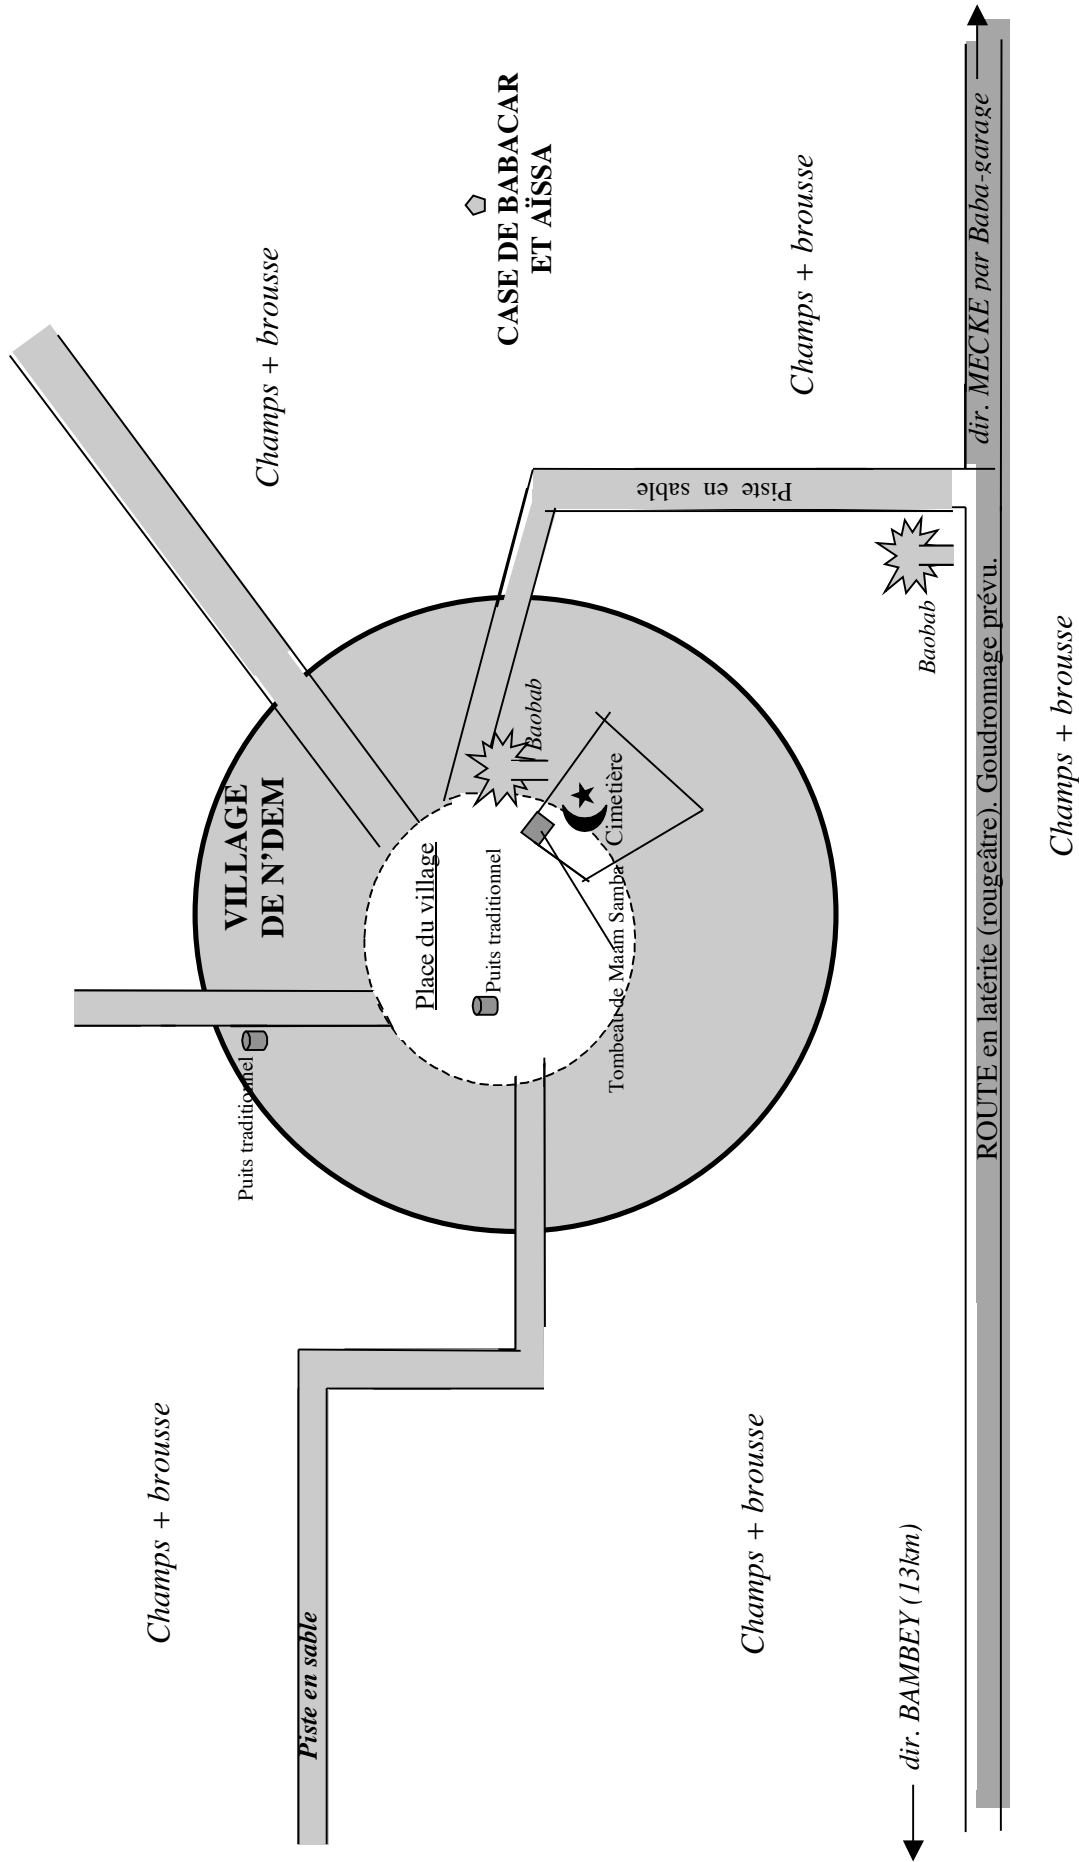 Champs + brousse
Piste en sable
Champs + brousse
dir. BAMBEY (13km)
Puits traditionnel
VILLAGE
DE N’DEM
Place du village
Puits traditionnel
Baobab
Cimetière
Tombeau de Maam Samba
Champs + brousse
CASE DE BABACAR
ET AÏSSA
Champs + brousse
Piste en sable
Baobab
dir. MECKE par Baba-garage
ROUTE en latérite (rougeâtre). Goudronnage prévu.
Champs + brousse